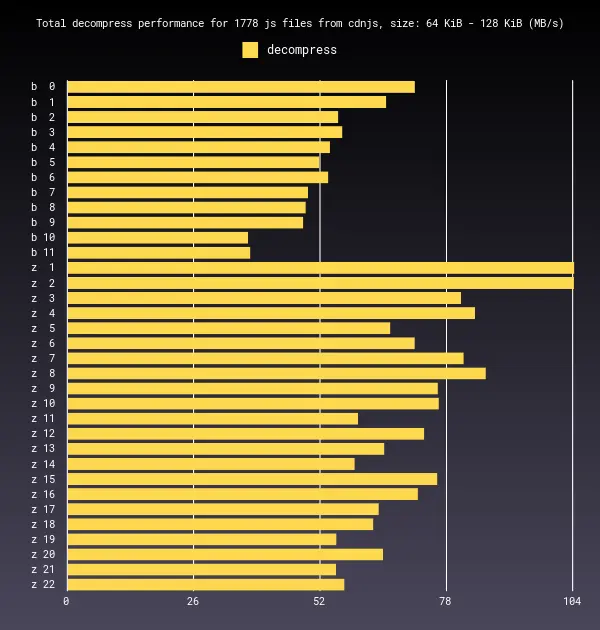 Total decompress performance for 1778 js files from cdnjs, size: 64 KiB - 128 KiB (MB/s)
decompress
b 0
b 1
b 2
b 3
b 4
b 5
b 6
b 7
b 8
b 9
b 10
b 11
z 1
z 2
z 3
z 4
z 5
z 6
z 7
z 8
z 9
z 10
z 11
z 12
z 13
z 14
z 15
z 16
z 17
z 18
z 19
z 20
z 21
z 22
0 26 52 78 104